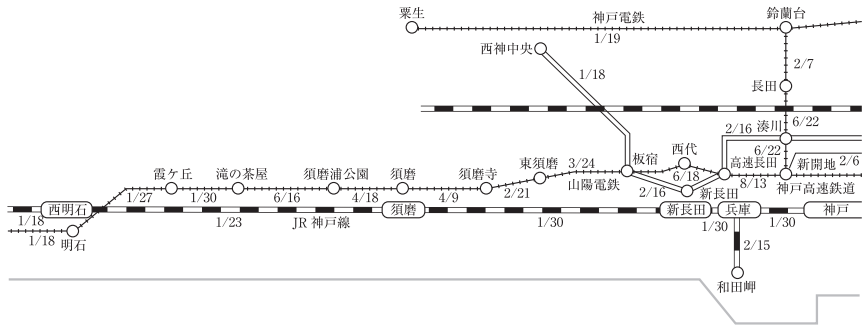 粟生
神戸電鉄
鈴蘭台
1/19
西神中央
1/18
2/7
長田
6/22
2/16
湊川
6/22
板宿
西代
高速長田
新開地
2/6
東須磨
3/24
6/18
霞ケ丘
滝の茶屋
須磨浦公園
須磨
須磨寺
山陽電鉄
2/16
新長田
8/13
神戸高速鉄道
1/27
1/30
6/16
4/18
4/9
2/21
西明石
須磨
新長田
兵庫
神戸
1/18
1/23
JR 神戸線
1/30
1/30
1/30
1/18
明石
2/15
和田岬